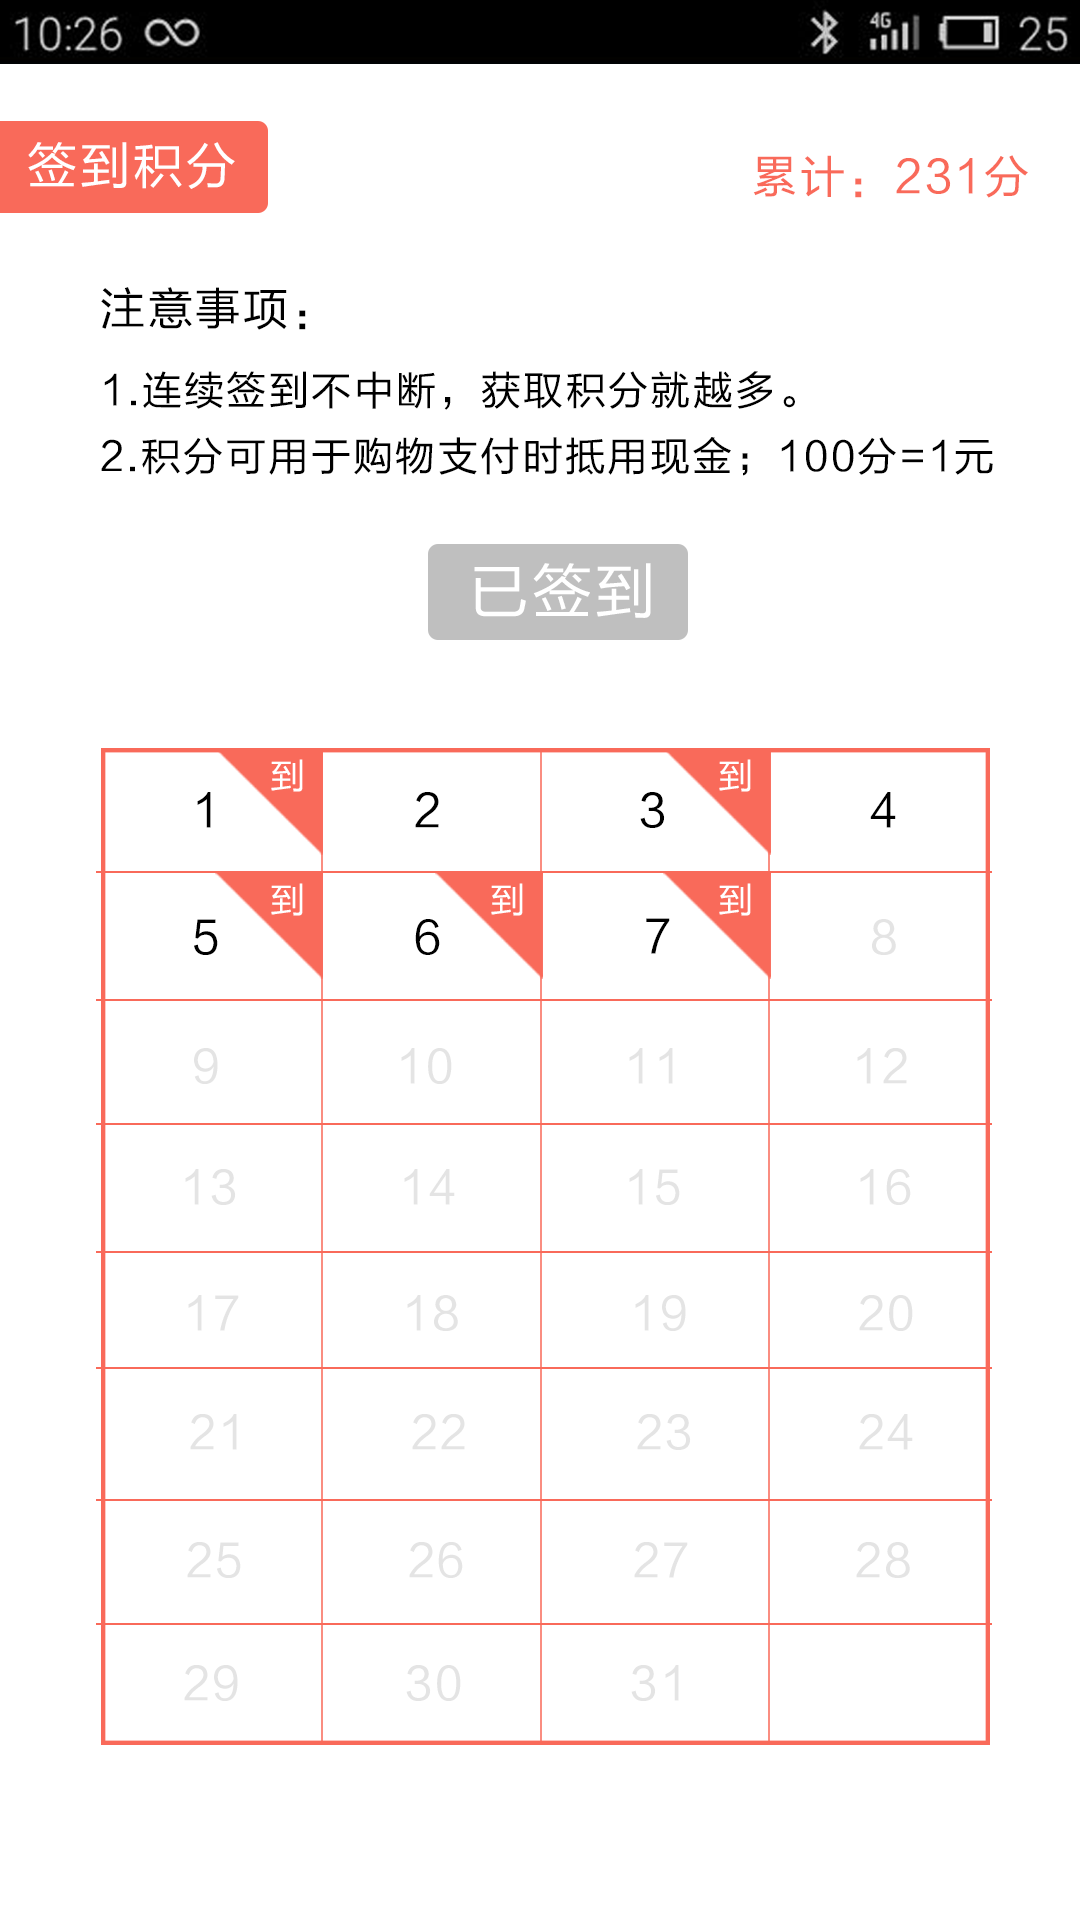 10:26 4G 25
签到积分
累计：231分
注意事项：
1.连续签到不中断，获取积分就越多。
2.积分可用于购物支付时抵用现金；100分=1元
已签到
1 到 2 3 到 4
5 到 6 到 7 到 8
9 10 11 12
13 14 15 16
17 18 19 20
21 22 23 24
25 26 27 28
29 30 31